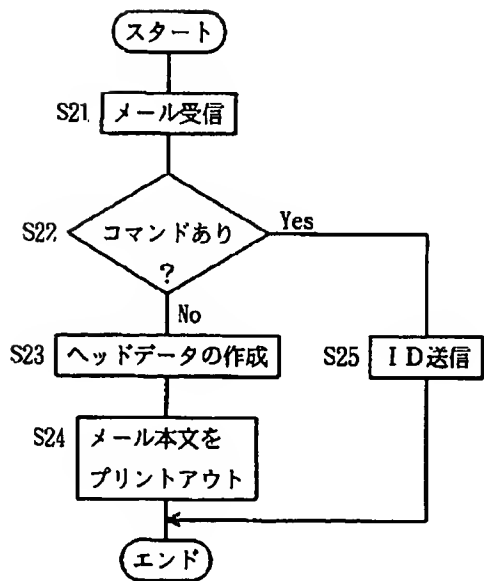 スタート
S21 メール受信
S22 コマンドあり
?
Yes
No
S23 ヘッドデータの作成
S25 ID送信
S24 メール本文を
プリントアウト
エンド